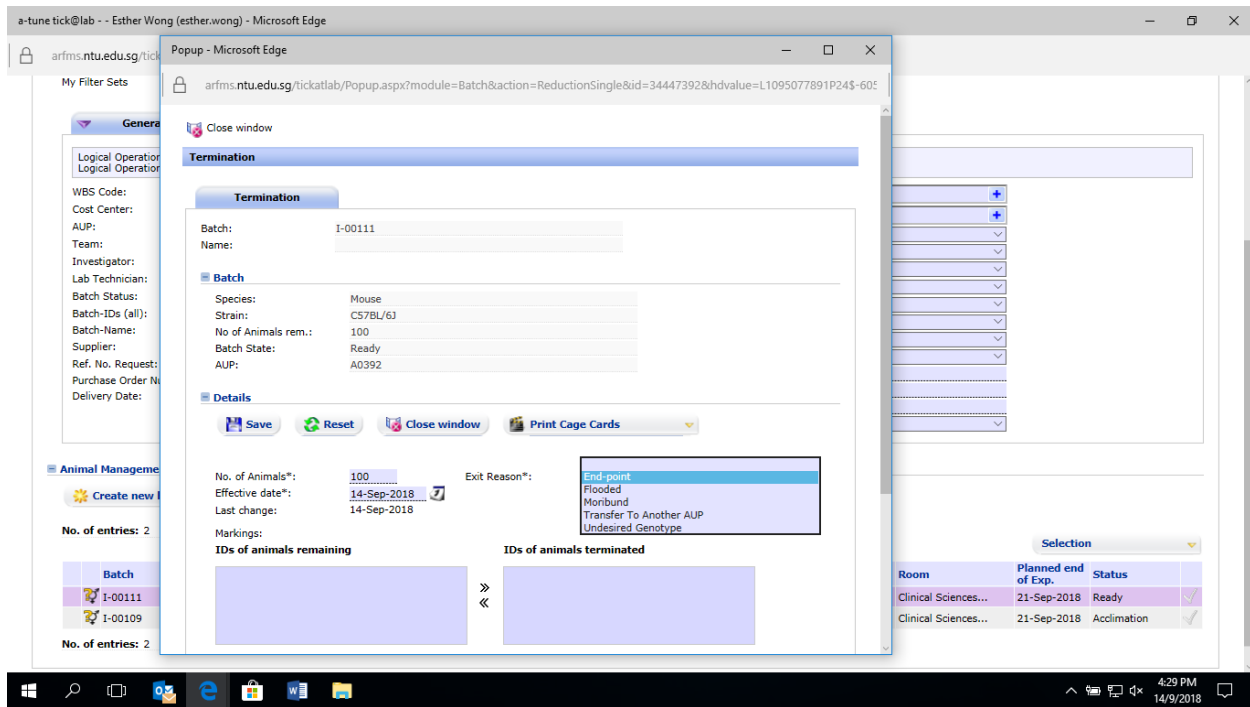 a-tune tick@lab - - Esther Wong (esther.wong) - Microsoft Edge
arfms.ntu.edu.sg/tick
My Filter Sets
Genera
Logical Operation
Logical Operation
WBS Code:
Cost Center:
AUP:
Team:
Investigator:
Lab Technician:
Batch Status:
Batch-IDs (all):
Batch-Name:
Supplier:
Ref. No. Request:
Purchase Order Nu
Delivery Date:
Animal Manageme
Create new
No. of entries: 2
Batch
I-00111
I-00109
No. of entries: 2
Popup - Microsoft Edge
arfms.ntu.edu.sg/tickatlab/Popup.aspx?module=Batch&action=ReductionSingle&id=34447392&hdvalue=L1095077891P24$-605
Close window
Termination
Termination
Batch: I-00111
Name:
Batch
Species: Mouse
Strain: C57BL/6J
No of Animals rem.: 100
Batch State: Ready
AUP: A0392
Details
Save Reset Close window Print Cage Cards
No. of Animals*: 100 Exit Reason*:
Effective date*: 14-Sep-2018
Last change: 14-Sep-2018
End-point
Flooded
Moribund
Transfer To Another AUP
Undesired Genotype
Markings:
IDs of animals remaining IDs of animals terminated
» 
«
Selection
Room Planned end of Exp. Status
Clinical Sciences... 21-Sep-2018 Ready
Clinical Sciences... 21-Sep-2018 Acclimation
4:29 PM
14/9/2018